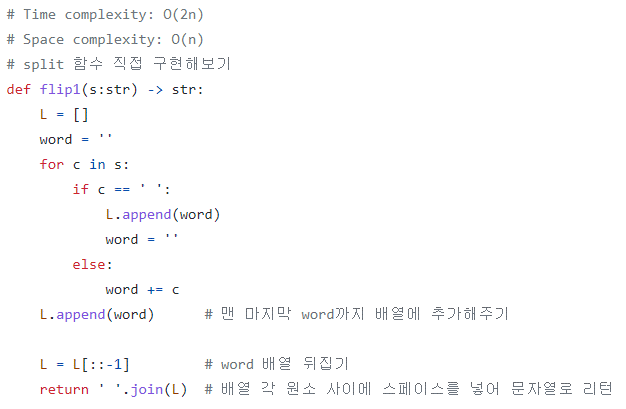 # Time complexity: O(2n)
# Space complexity: O(n)
# split 함수 직접 구현해보기
def flip1(s:str) -> str:
    L = []
    word = ''
    for c in s:
        if c == ' ':
            L.append(word)
            word = ''
        else:
            word += c
    L.append(word)      # 맨 마지막 word까지 배열에 추가해주기

    L = L[::-1]         # word 배열 뒤집기
    return ' '.join(L)  # 배열 각 원소 사이에 스페이스를 넣어 문자열로 리턴